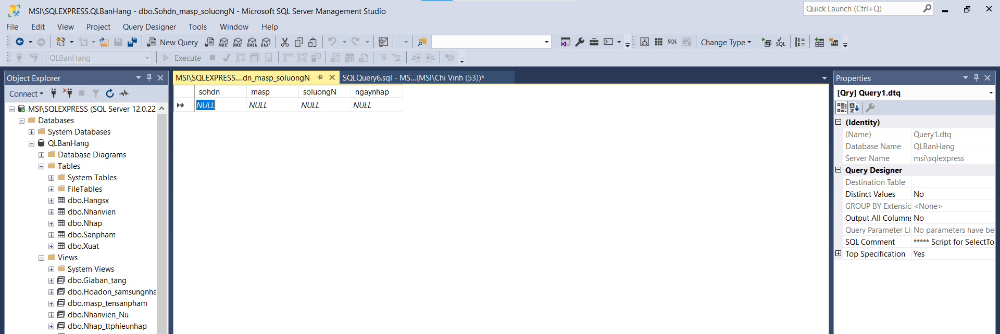 MSI\SQLEXPRESS.QLBanHang - dbo.Sohdn_masp_soluongN - Microsoft SQL Server Management Studio
Quick Launch (Ctrl+Q)
File Edit View Project Query Designer Tools Window Help
New Query MDX DMX XMLA DAX SQL Change Type SQL
QLBanHang Execute
Object Explorer
Connect
MSI\SQLEXPRESS (SQL Server 12.0.22
Databases
System Databases
QLBanHang
Database Diagrams
Tables
System Tables
FileTables
dbo.Hangsx
dbo.Nhanvien
dbo.Nhap
dbo.Sanpham
dbo.Xuat
Views
System Views
dbo.Giaban_tang
dbo.Hoadon_samsungnha
dbo.masp_tensanpham
dbo.Nhanvien_Nu
dbo.Nhap_ttphieunhap
MSI\SQLEXPRESS....dn_masp_soluongN
SQLQuery6.sql - MS...(MSI\Chi Vinh (53))*
sohdn masp soluongN ngaynhap
NULL NULL NULL NULL
Properties
[Qry] Query1.dtq
(Identity)
(Name) Query1.dtq
Database Name QLBanHang
Server Name msi\sqlexpress
Query Designer
Destination Table
Distinct Values No
GROUP BY Extensic <None>
Output All Columns No
Query Parameter Li No parameters have be
SQL Comment ***** Script for SelectTo
Top Specification Yes